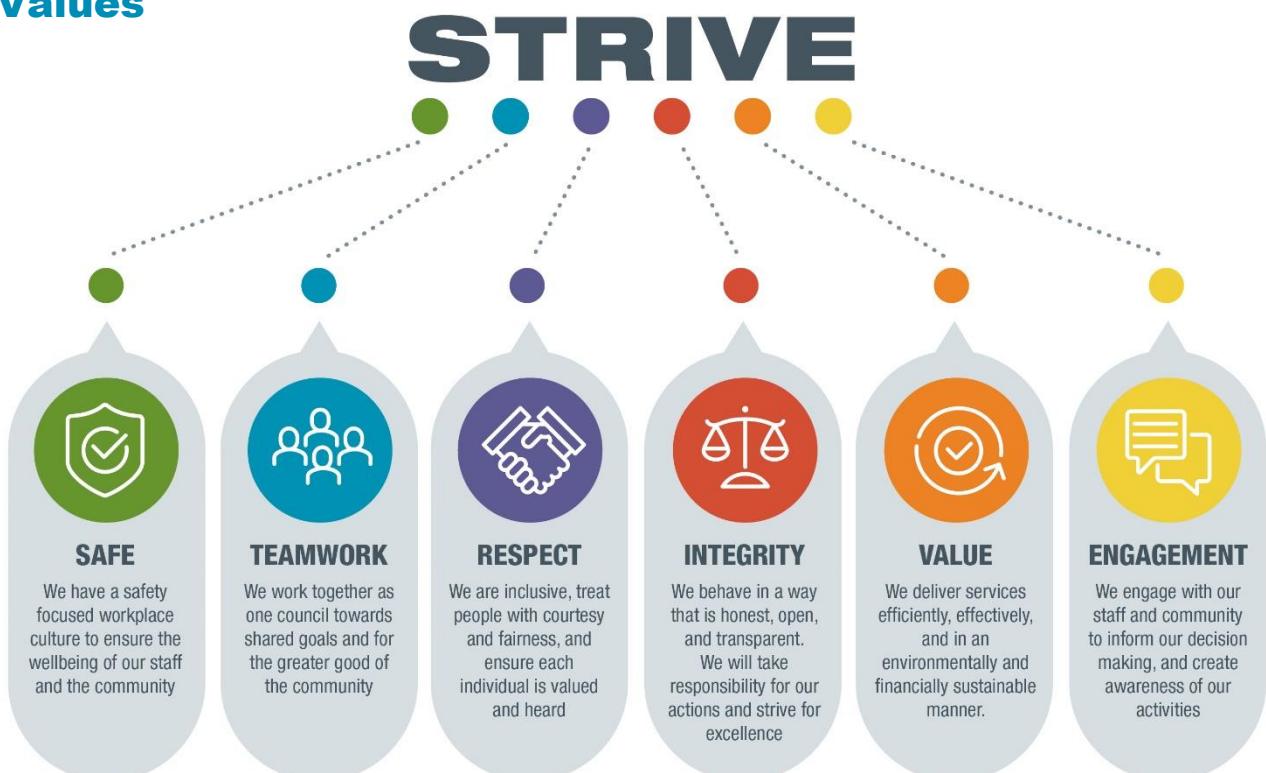 Values
STRIVE
SAFE
We have a safety
focused workplace
culture to ensure the
wellbeing of our staff
and the community
TEAMWORK
We work together as
one council towards
shared goals and for
the greater good of
the community
RESPECT
We are inclusive, treat
people with courtesy
and fairness, and
ensure each
individual is valued
and heard
INTEGRITY
We behave in a way
that is honest, open,
and transparent.
We will take
responsibility for our
actions and strive for
excellence
VALUE
We deliver services
efficiently, effectively,
and in an
environmentally and
financially sustainable
manner.
ENGAGEMENT
We engage with our
staff and community
to inform our decision
making, and create
awareness of our
activities